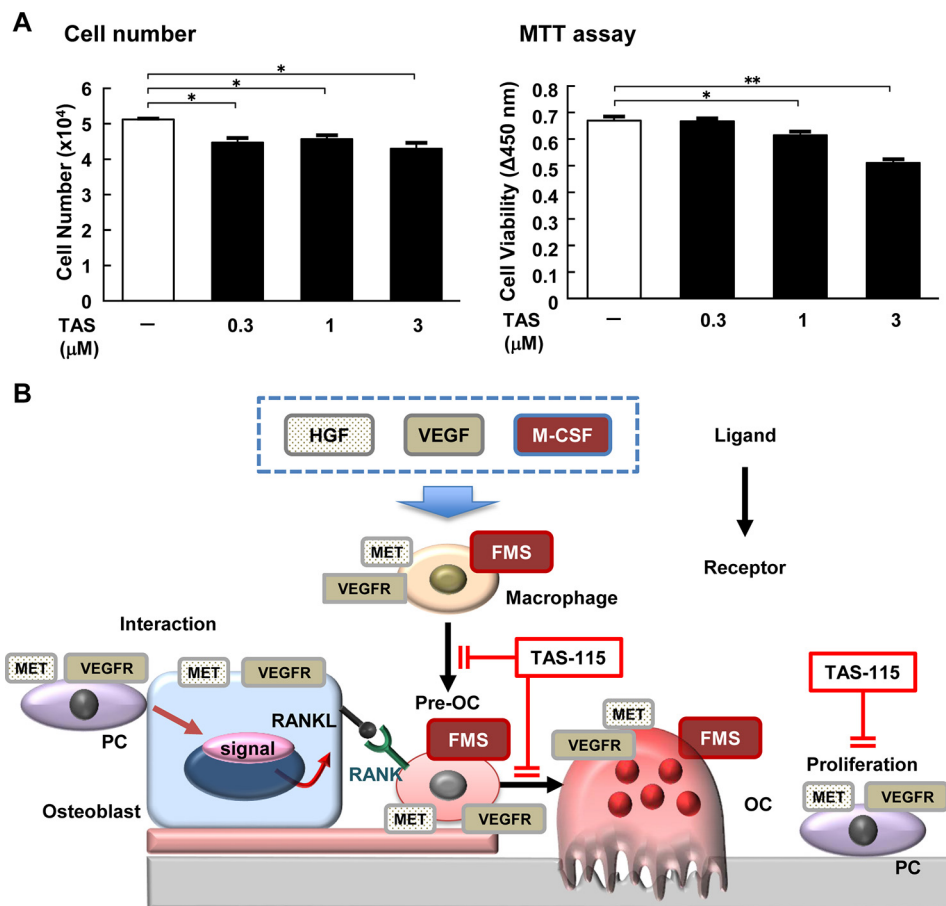 A
Cell number
MTT assay
Cell Number (x10⁴)
6
5
4
3
2
1
0
*
*
*
TAS
(μM)
—
0.3
1
3
Cell Viability (Δ450 nm)
0.8
0.7
0.6
0.5
0.4
0.3
0.2
0.1
0
**
*
TAS
(μM)
—
0.3
1
3
B
HGF
VEGF
M-CSF
Ligand
Receptor
MET
FMS
VEGFR
Macrophage
Interaction
TAS-115
TAS-115
MET
VEGFR
MET
VEGFR
PC
Pre-OC
RANKL
FMS
signal
RANK
MET
VEGFR
Osteoblast
MET
VEGFR
FMS
OC
Proliferation
MET
VEGFR
PC